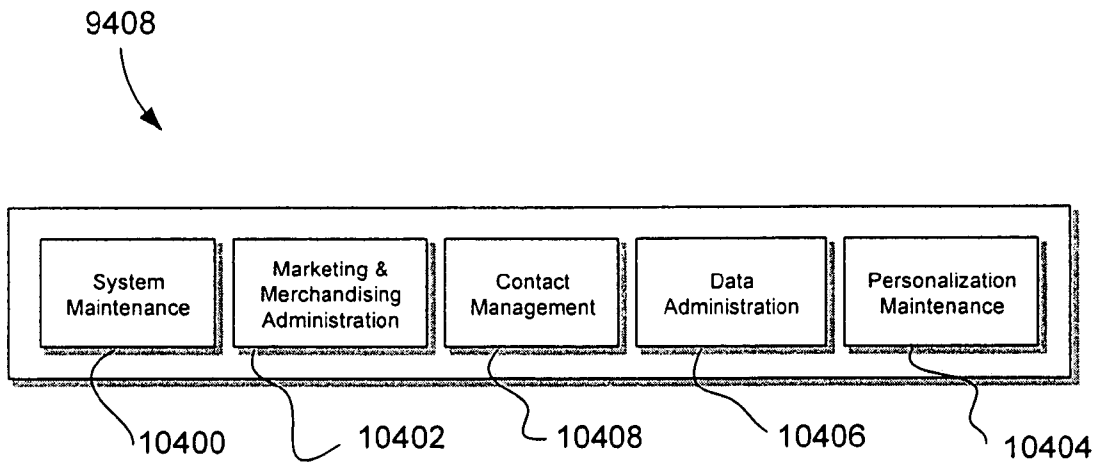 9408
System
Maintenance
Marketing &
Merchandising
Administration
Contact
Management
Data
Administration
Personalization
Maintenance
10400
10402
10408
10406
10404